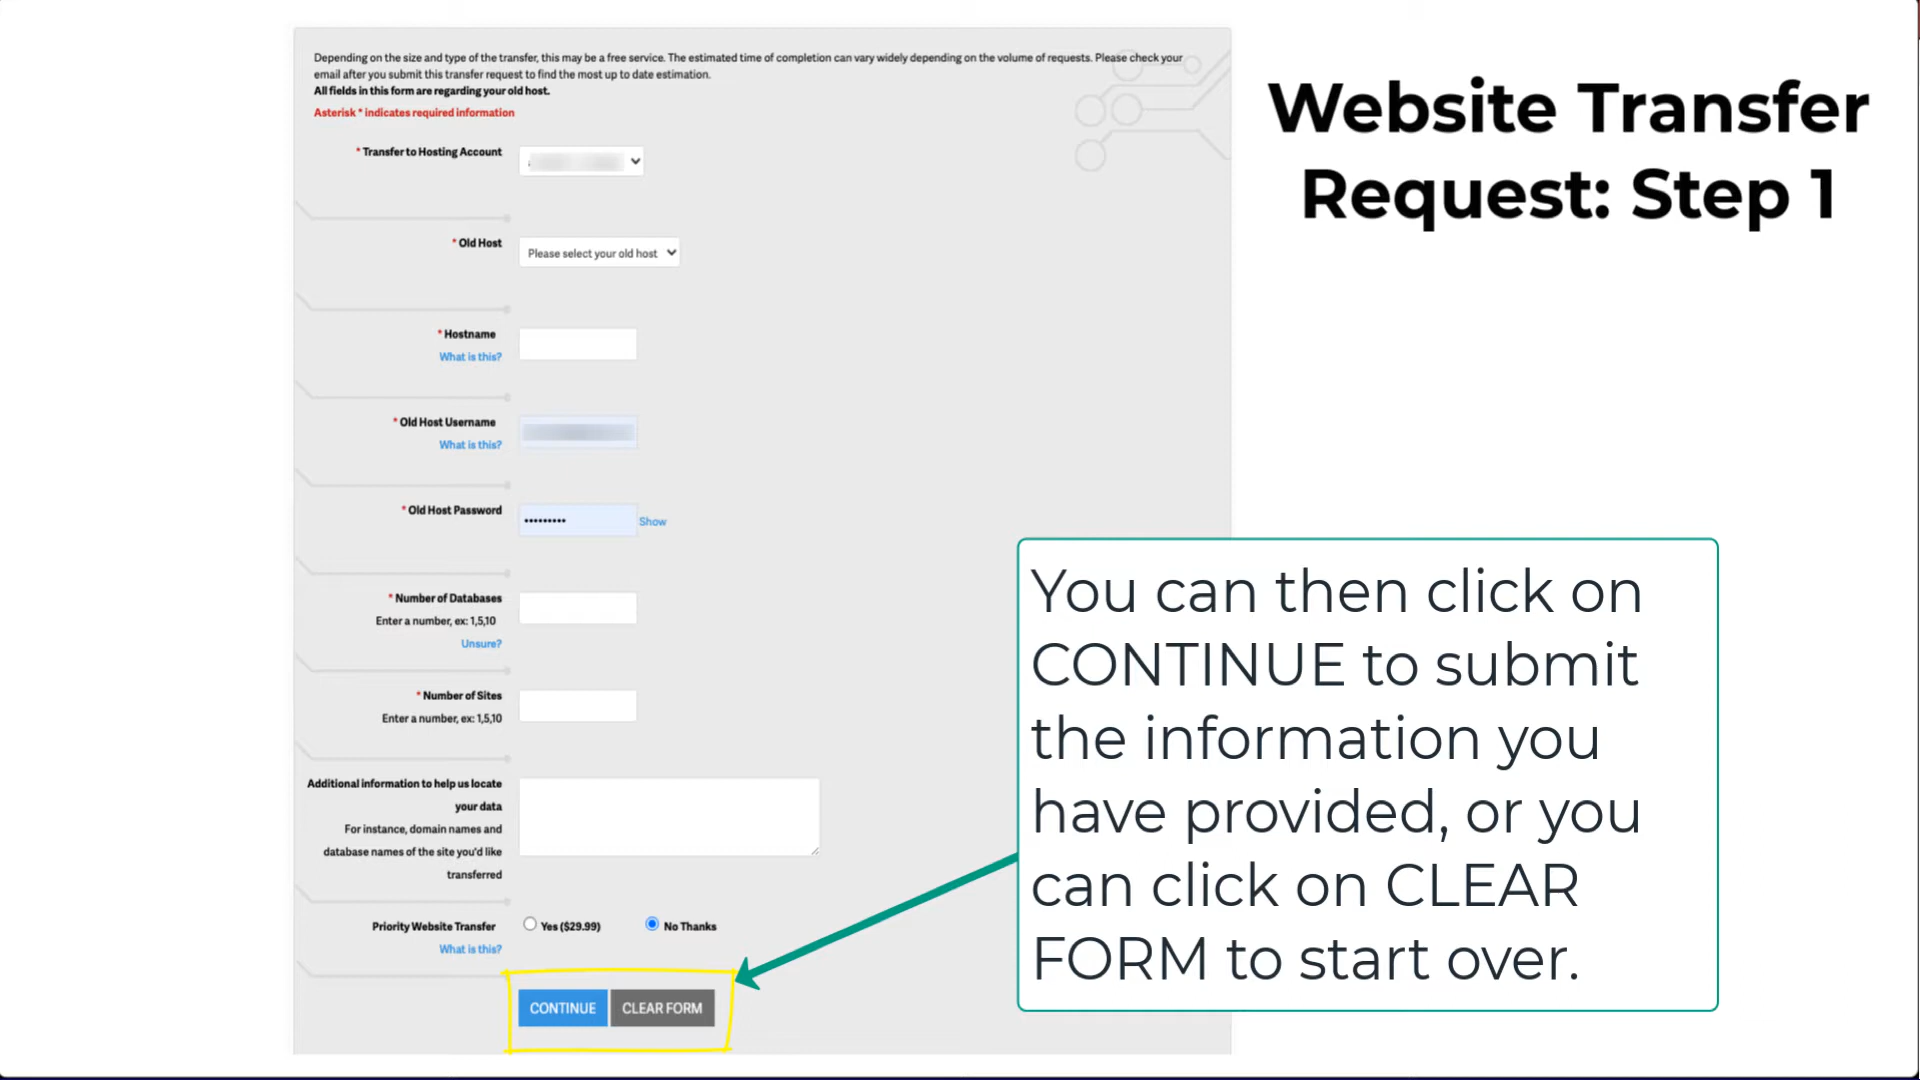 Depending on the size and type of the transfer, this may be a free service. The estimated time of completion can vary widely depending on the volume of requests. Please check your
email after you submit this transfer request to find the most up to date estimation.
All fields in this form are regarding your old host.
Asterisk * indicates required information
Website Transfer
Request: Step 1
* Transfer to Hosting Account
* Old Host
Please select your old host
* Hostname
What is this?
* Old Host Username
What is this?
* Old Host Password
•••••••••
Show
* Number of Databases
Enter a number, ex: 1,5,10
Unsure?
* Number of Sites
Enter a number, ex: 1,5,10
Additional information to help us locate
your data
For instance, domain names and
database names of the site you'd like
transferred
Priority Website Transfer
Yes ($29.99)
No Thanks
What is this?
CONTINUE
CLEAR FORM
You can then click on
CONTINUE to submit
the information you
have provided, or you
can click on CLEAR
FORM to start over.